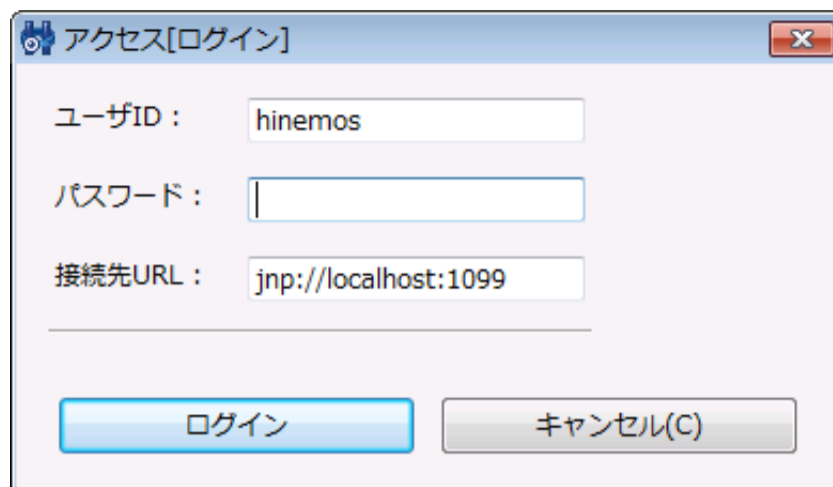 アクセス[ログイン]
ユーザID： hinemos
パスワード：
接続先URL： jnp://localhost:1099
ログイン キャンセル(C)